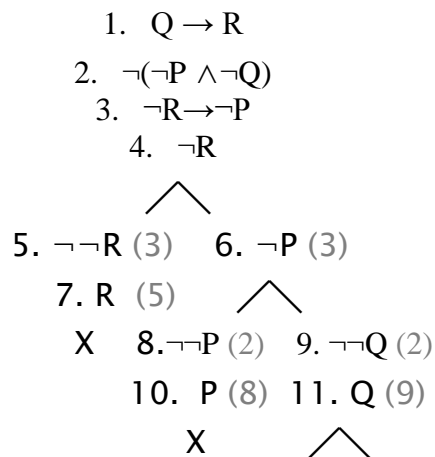 1. Q → R
2. ¬(¬P ∧ ¬Q)
3. ¬R→¬P
4. ¬R
5. ¬¬R (3) 6. ¬P (3)
7. R (5)
X 8.¬¬P (2) 9. ¬¬Q (2)
10. P (8) 11. Q (9)
X